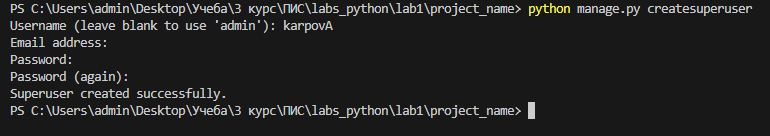 PS C:\Users\admin\Desktop\Учеба\3 курс\ПИС\labs_python\lab1\project_name> python manage.py createsuperuser
Username (leave blank to use 'admin'): karpovA
Email address:
Password:
Password (again):
Superuser created successfully.
PS C:\Users\admin\Desktop\Учеба\3 курс\ПИС\labs_python\lab1\project_name>